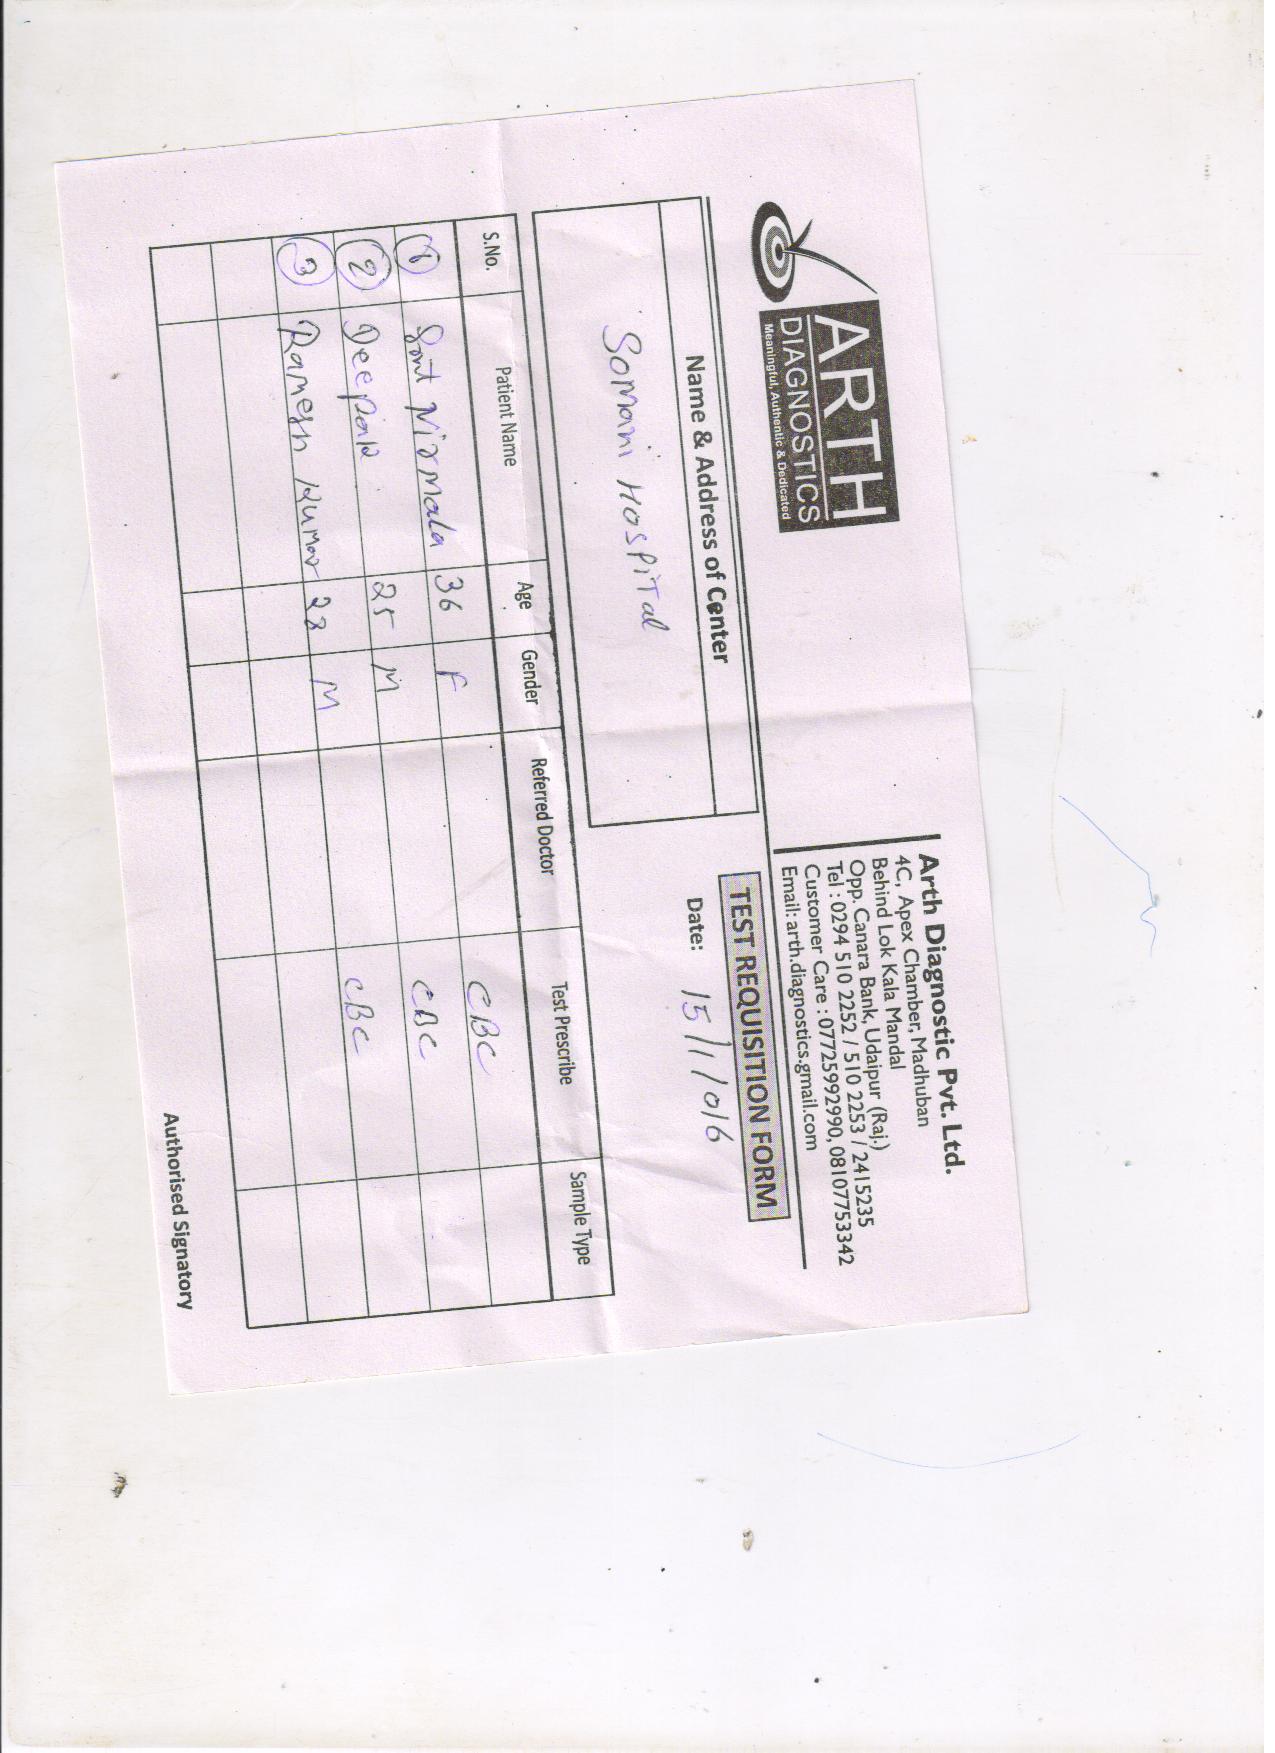 ARTH
DIAGNOSTICS
Meaningful, Authentic & Dedicated
Arth Diagnostic Pvt. Ltd.
4C, Apex Chamber, Madhuban
Behind Lok Kala Mandal
Opp. Canara Bank, Udaipur (Raj.)
Tel : 0294 510 2252 / 510 2253 / 2415235
Customer Care : 07725992990, 08107753342
Email: arth.diagnostics.gmail.com
Name & Address of Center
TEST REQUISITION FORM
Somani Hospital
Date: 15/1/016
S.No. Patient Name Age Gender Referred Doctor Test Prescribe Sample Type
1 Smt Nirmala 36 F CBC
2 Deepak 25 M CBC
3 Ramesh Kumar 28 M CBC
Authorised Signatory